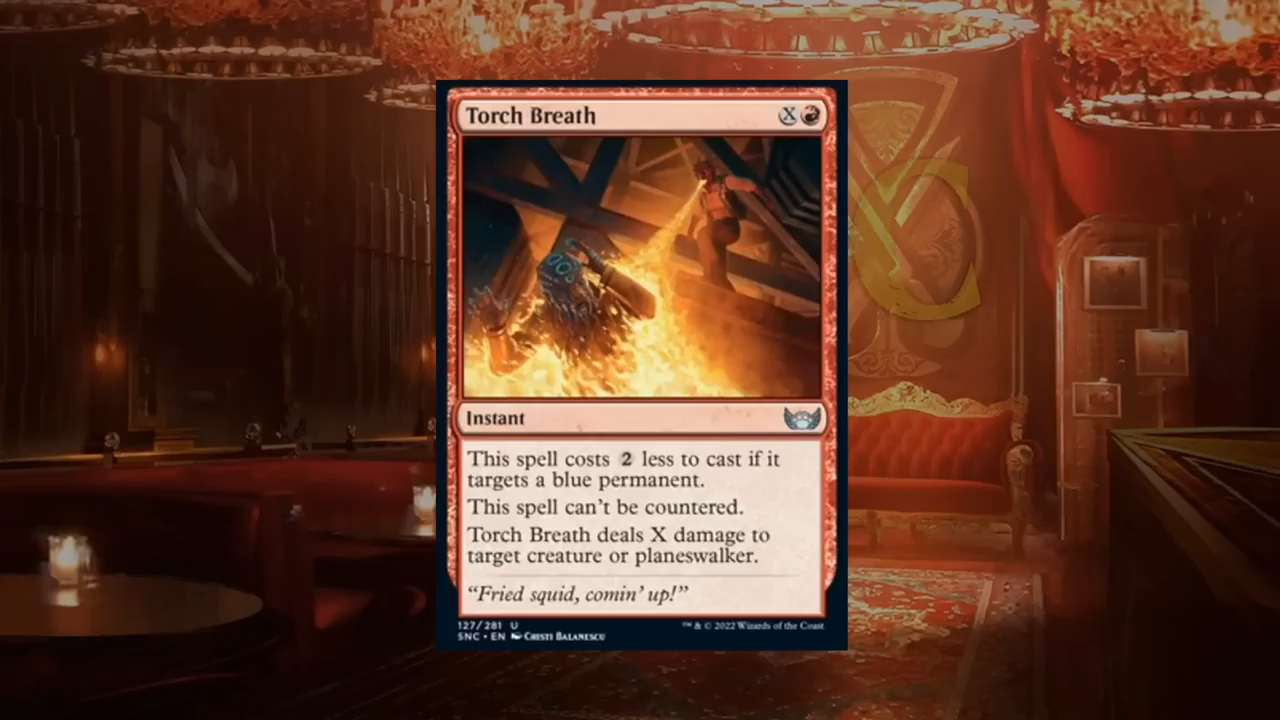 Torch Breath X
Instant
This spell costs 2 less to cast if it
targets a blue permanent.
This spell can't be countered.
Torch Breath deals X damage to
target creature or planeswalker.
"Fried squid, comin' up!"
127/281 U
SNC • EN Cristi Balanescu
™ & © 2022 Wizards of the Coast